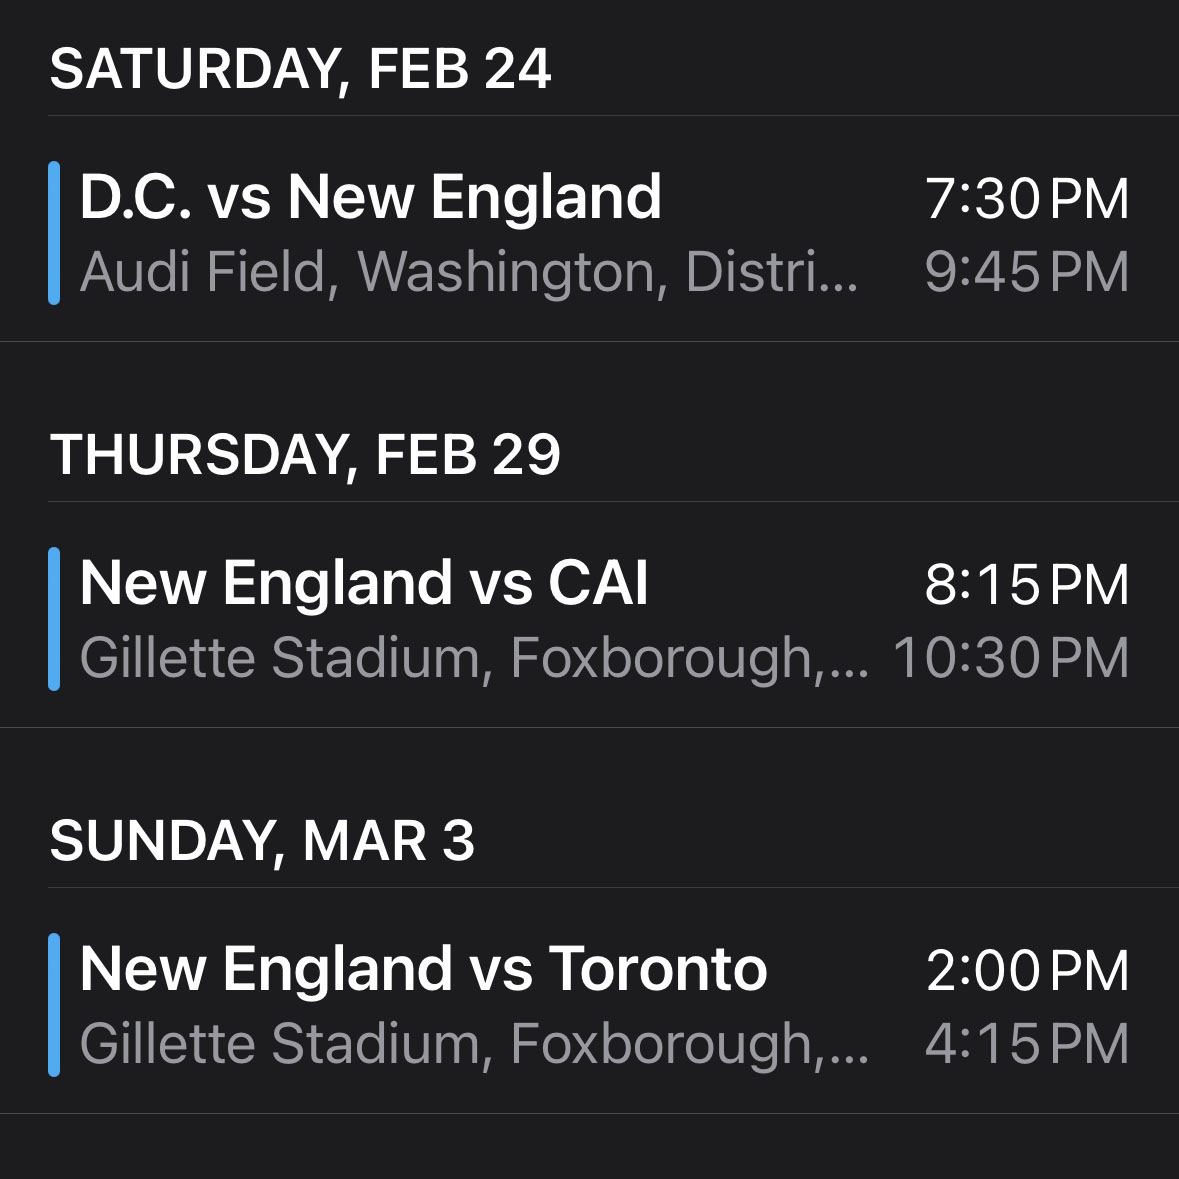 SATURDAY, FEB 24
D.C. vs New England 7:30 PM
Audi Field, Washington, Distri... 9:45 PM
THURSDAY, FEB 29
New England vs CAI 8:15 PM
Gillette Stadium, Foxborough,... 10:30 PM
SUNDAY, MAR 3
New England vs Toronto 2:00 PM
Gillette Stadium, Foxborough,... 4:15 PM